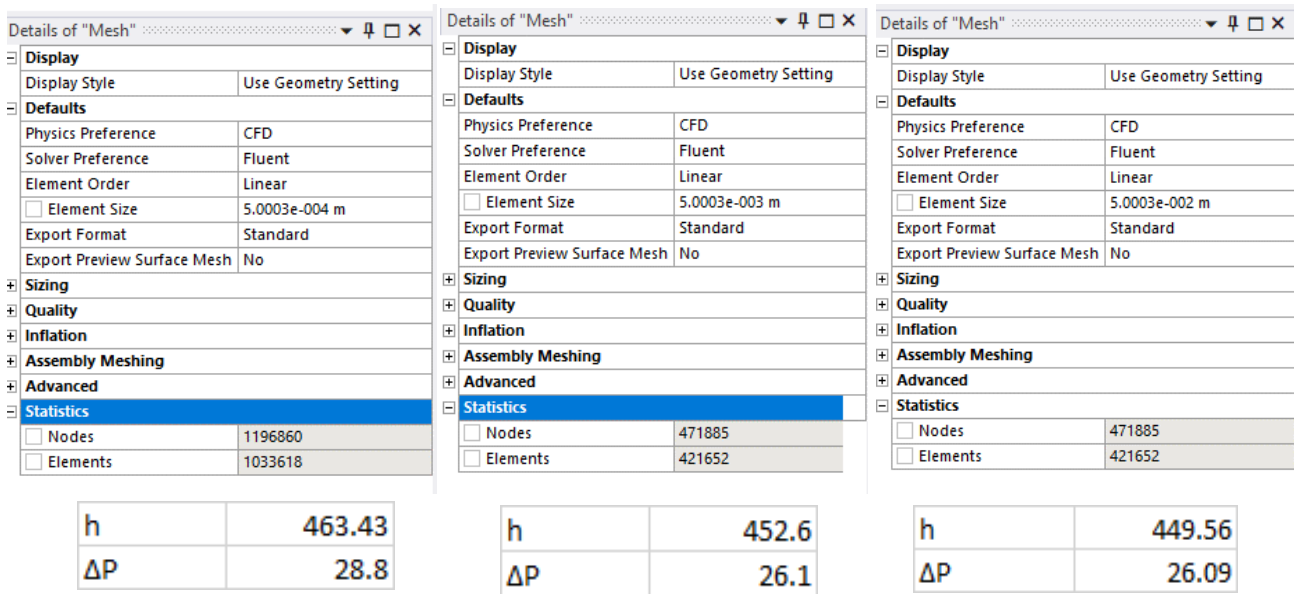 Details of "Mesh"
Display
Display Style Use Geometry Setting
Defaults
Physics Preference CFD
Solver Preference Fluent
Element Order Linear
Element Size 5.0003e-004 m
Export Format Standard
Export Preview Surface Mesh No
Sizing
Quality
Inflation
Assembly Meshing
Advanced
Statistics
Nodes 1196860
Elements 1033618
h 463.43
ΔP 28.8
Details of "Mesh"
Display
Display Style Use Geometry Setting
Defaults
Physics Preference CFD
Solver Preference Fluent
Element Order Linear
Element Size 5.0003e-003 m
Export Format Standard
Export Preview Surface Mesh No
Sizing
Quality
Inflation
Assembly Meshing
Advanced
Statistics
Nodes 471885
Elements 421652
h 452.6
ΔP 26.1
Details of "Mesh"
Display
Display Style Use Geometry Setting
Defaults
Physics Preference CFD
Solver Preference Fluent
Element Order Linear
Element Size 5.0003e-002 m
Export Format Standard
Export Preview Surface Mesh No
Sizing
Quality
Inflation
Assembly Meshing
Advanced
Statistics
Nodes 471885
Elements 421652
h 449.56
ΔP 26.09